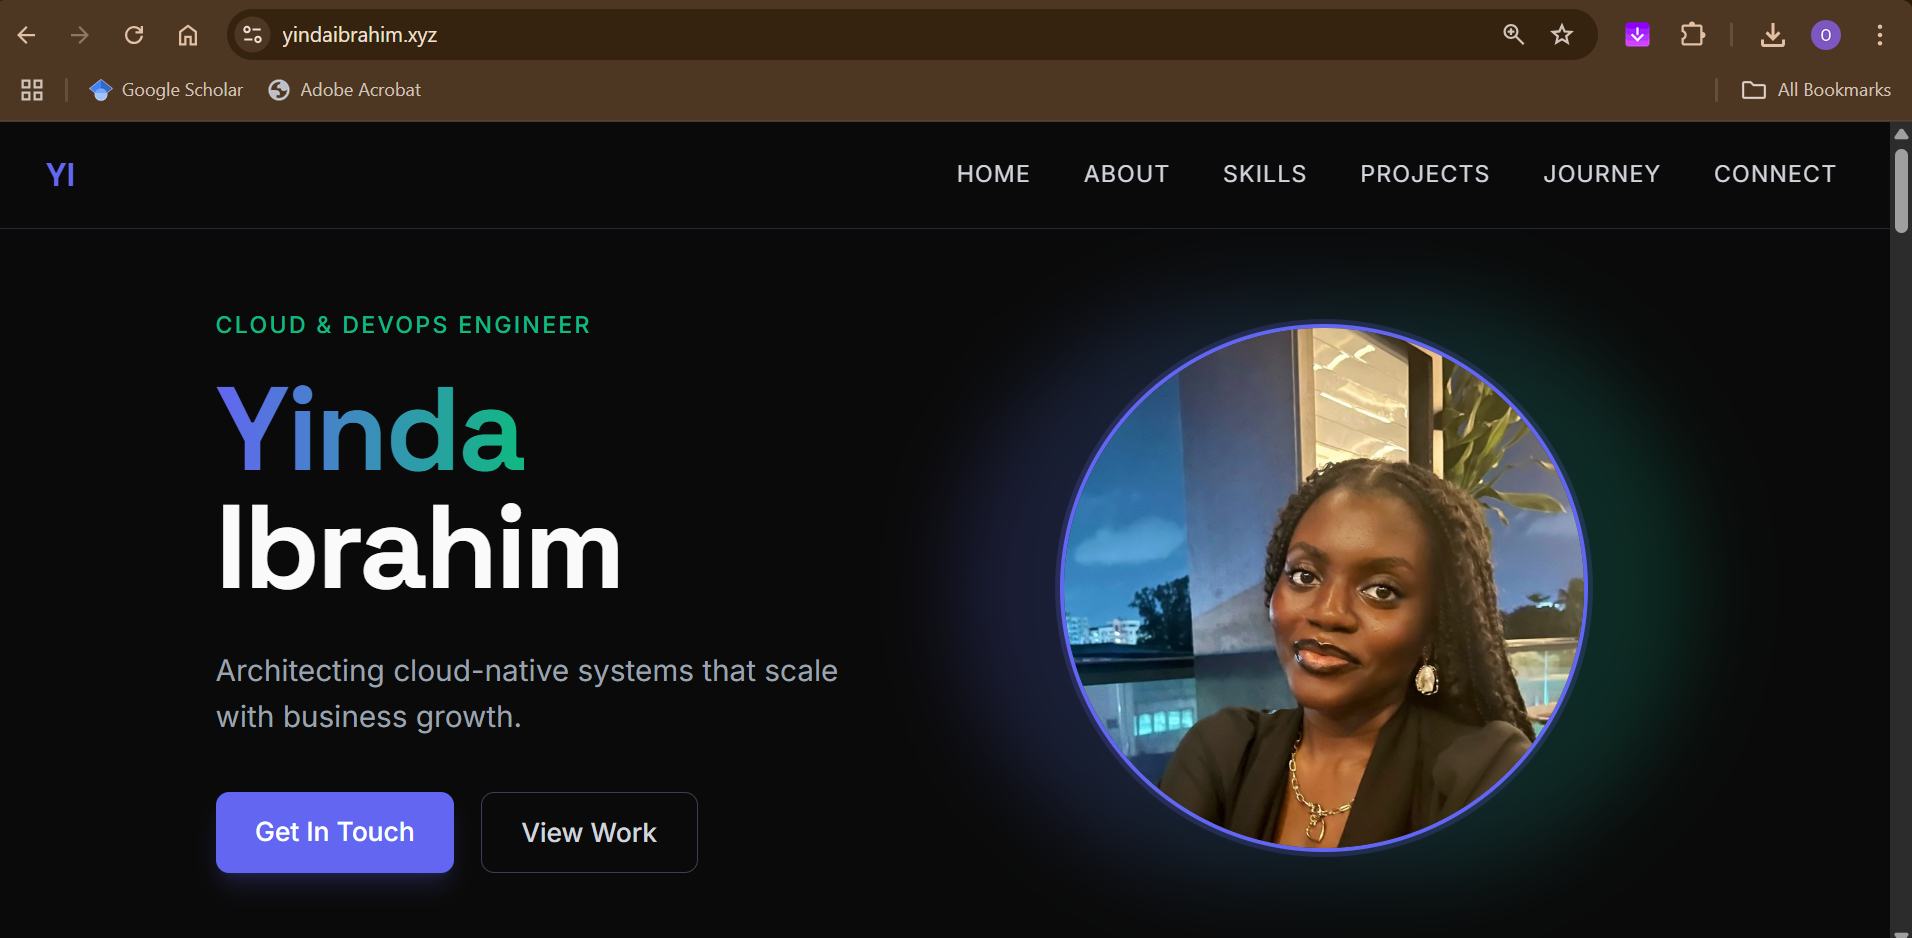 yindaibrahim.xyz
O
Google Scholar
Adobe Acrobat
All Bookmarks
YI
HOME
ABOUT
SKILLS
PROJECTS
JOURNEY
CONNECT
CLOUD & DEVOPS ENGINEER
Yinda
Ibrahim
Architecting cloud-native systems that scale
with business growth.
Get In Touch
View Work